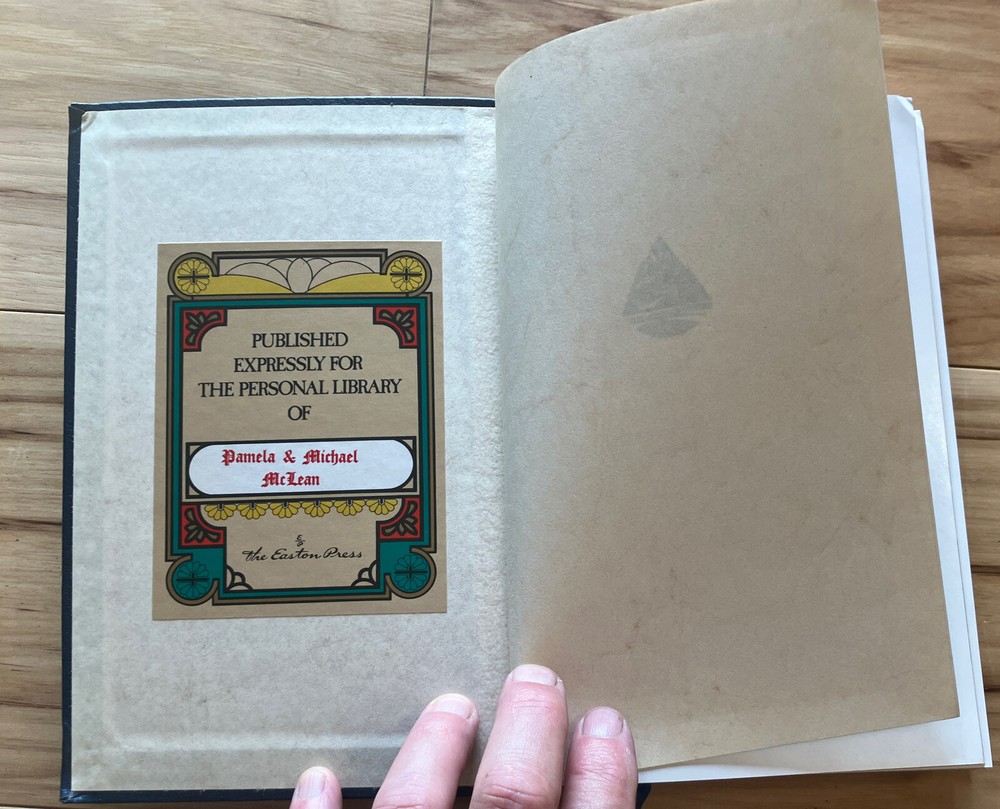 PUBLISHED
EXPRESSLY FOR
THE PERSONAL LIBRARY
OF
Pamela & Michael
McLean
The Easton Press